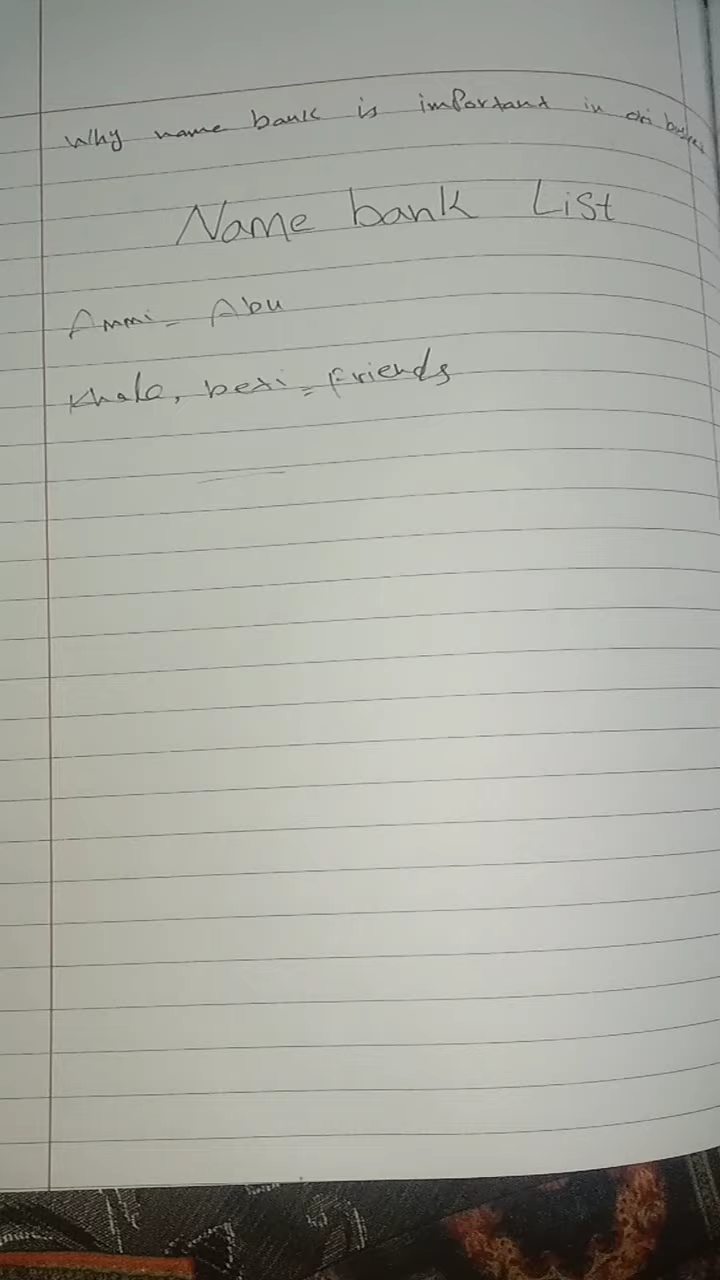 Why name bank is important in
Name bank List
Ammi - Abu
Khala, beti = friends